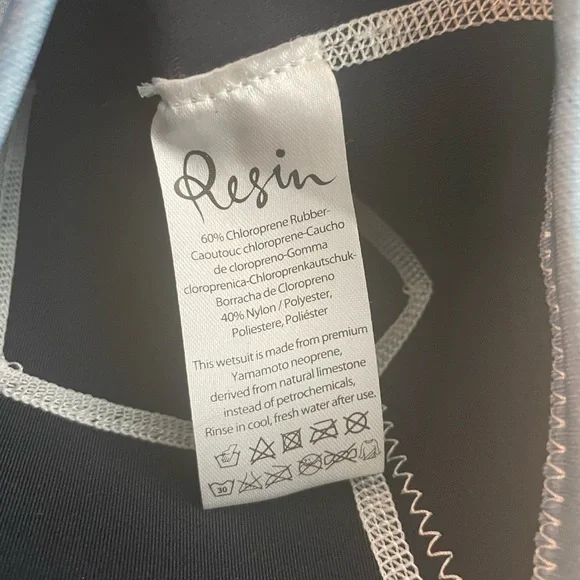 Resin
60% Chloroprene Rubber-
Caoutouc chloroprene-Caucho
de cloropreno-Gomma
cloroprenica-Chloroprenkautschuk-
Borracha de Cloropreno
40% Nylon / Polyester,
Poliestere, Poliéster
This wetsuit is made from premium
Yamamoto neoprene,
derived from natural limestone
instead of petrochemicals,
Rinse in cool, fresh water after use.
30